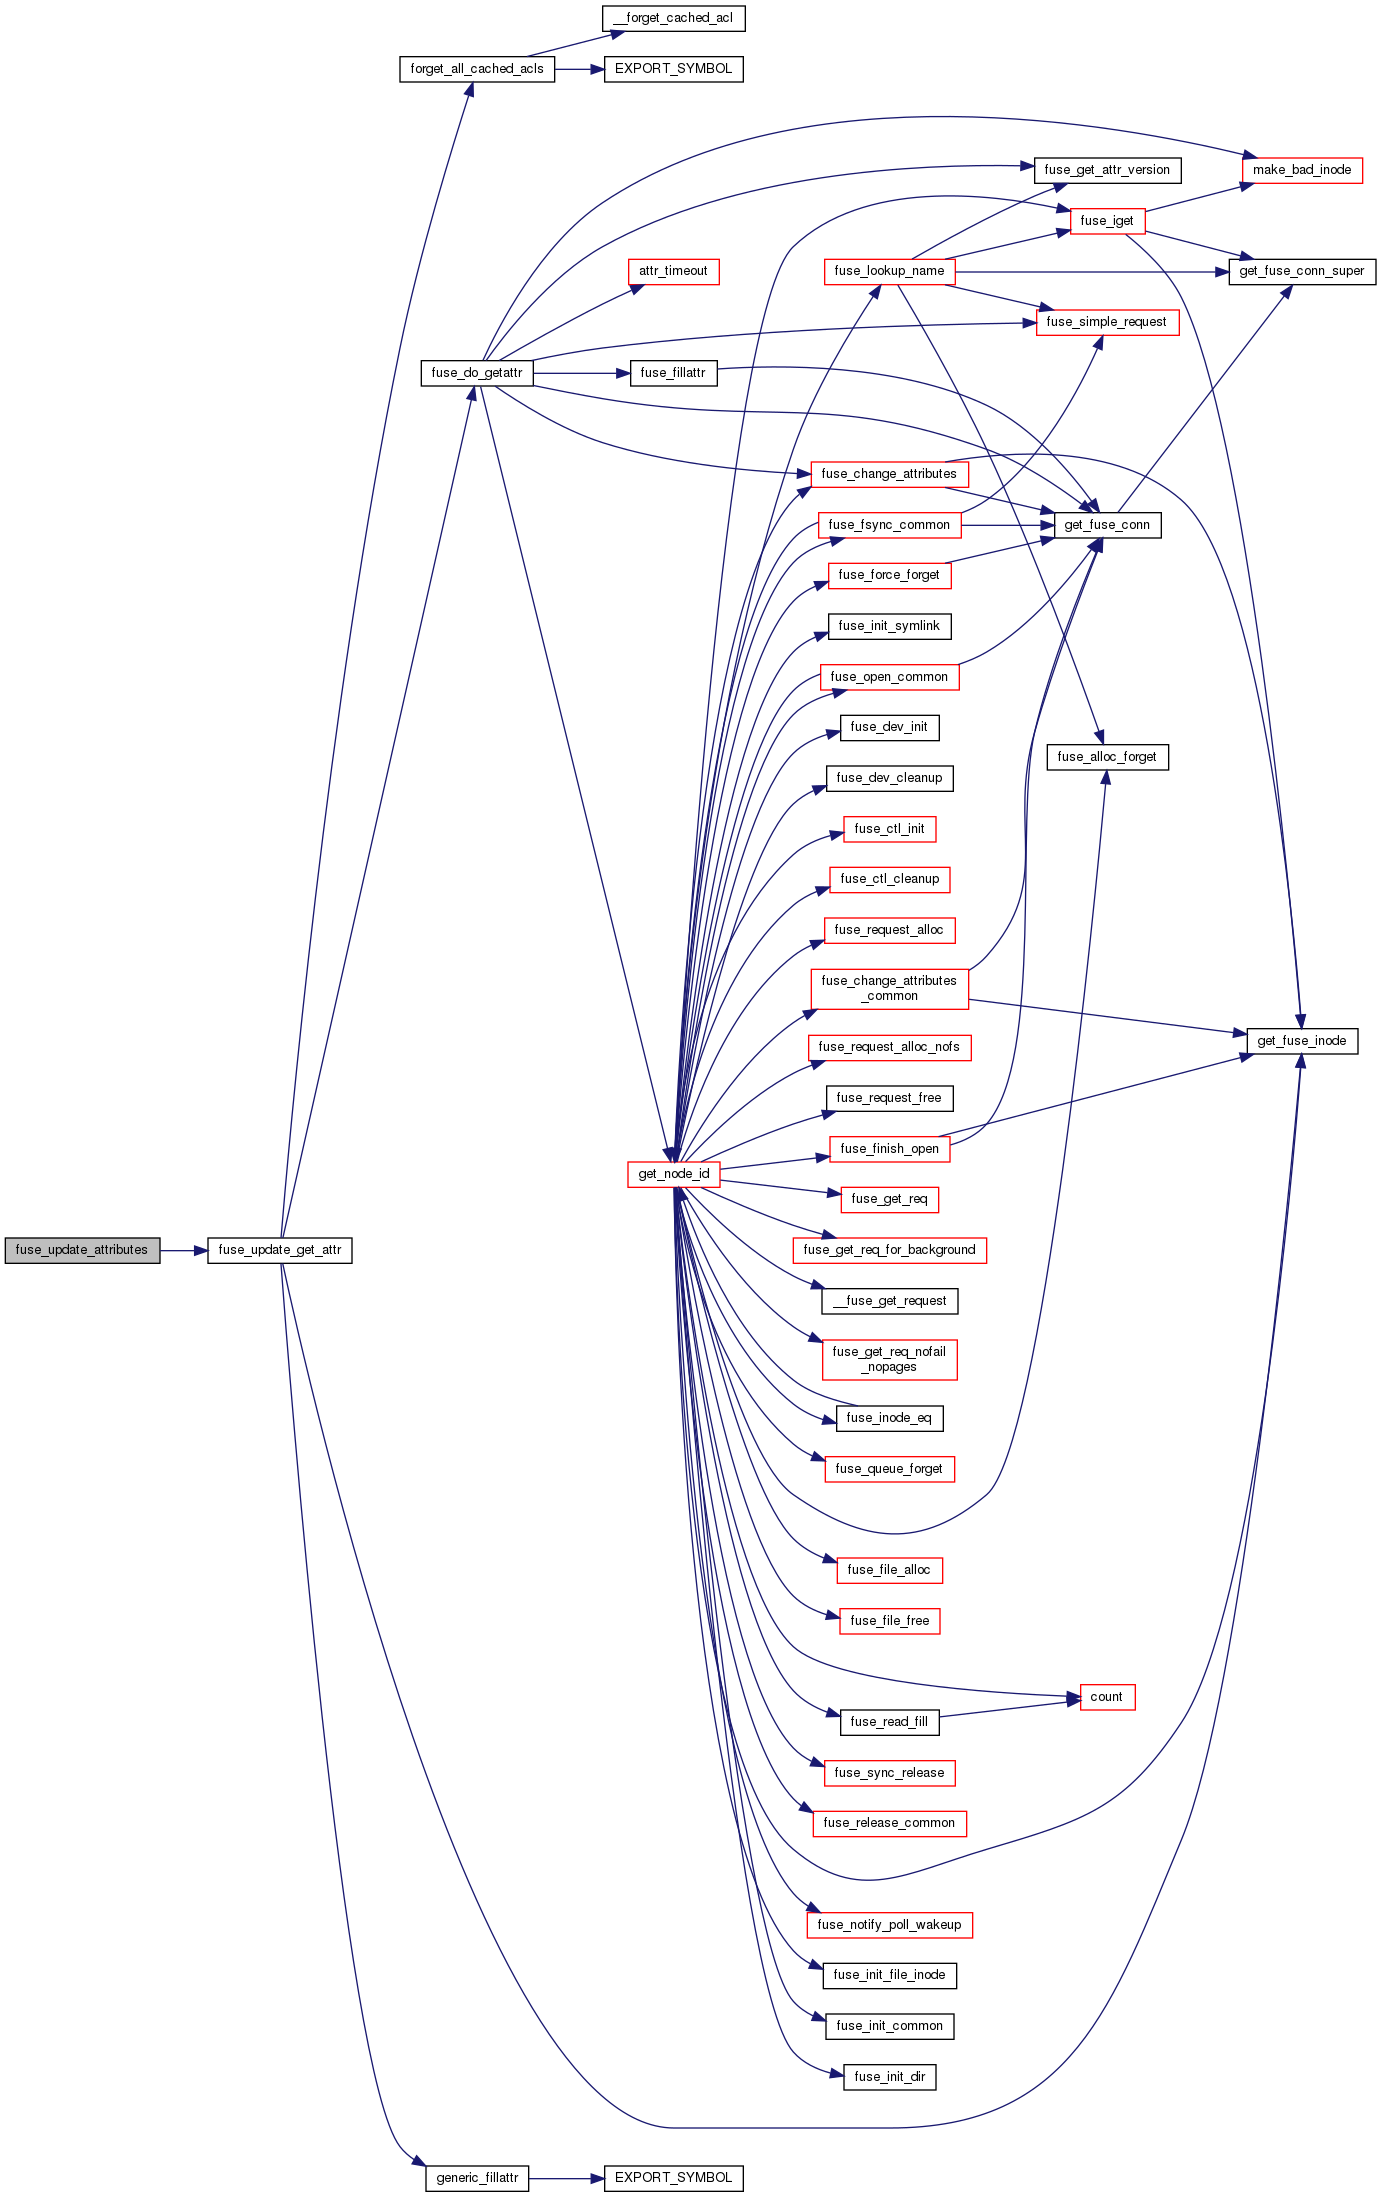 __forget_cached_acl
forget_all_cached_acls
EXPORT_SYMBOL
fuse_get_attr_version
make_bad_inode
fuse_iget
attr_timeout
fuse_lookup_name
get_fuse_conn_super
fuse_simple_request
fuse_do_getattr
fuse_fillattr
fuse_change_attributes
fuse_fsync_common
get_fuse_conn
fuse_force_forget
fuse_init_symlink
fuse_open_common
fuse_dev_init
fuse_alloc_forget
fuse_dev_cleanup
fuse_ctl_init
fuse_ctl_cleanup
fuse_request_alloc
fuse_change_attributes
_common
get_fuse_inode
fuse_request_alloc_nofs
fuse_request_free
fuse_finish_open
get_node_id
fuse_get_req
fuse_update_attributes
fuse_update_get_attr
fuse_get_req_for_background
__fuse_get_request
fuse_get_req_nofail
_nopages
fuse_inode_eq
fuse_queue_forget
fuse_file_alloc
fuse_file_free
count
fuse_read_fill
fuse_sync_release
fuse_release_common
fuse_notify_poll_wakeup
fuse_init_file_inode
fuse_init_common
fuse_init_dir
generic_fillattr
EXPORT_SYMBOL